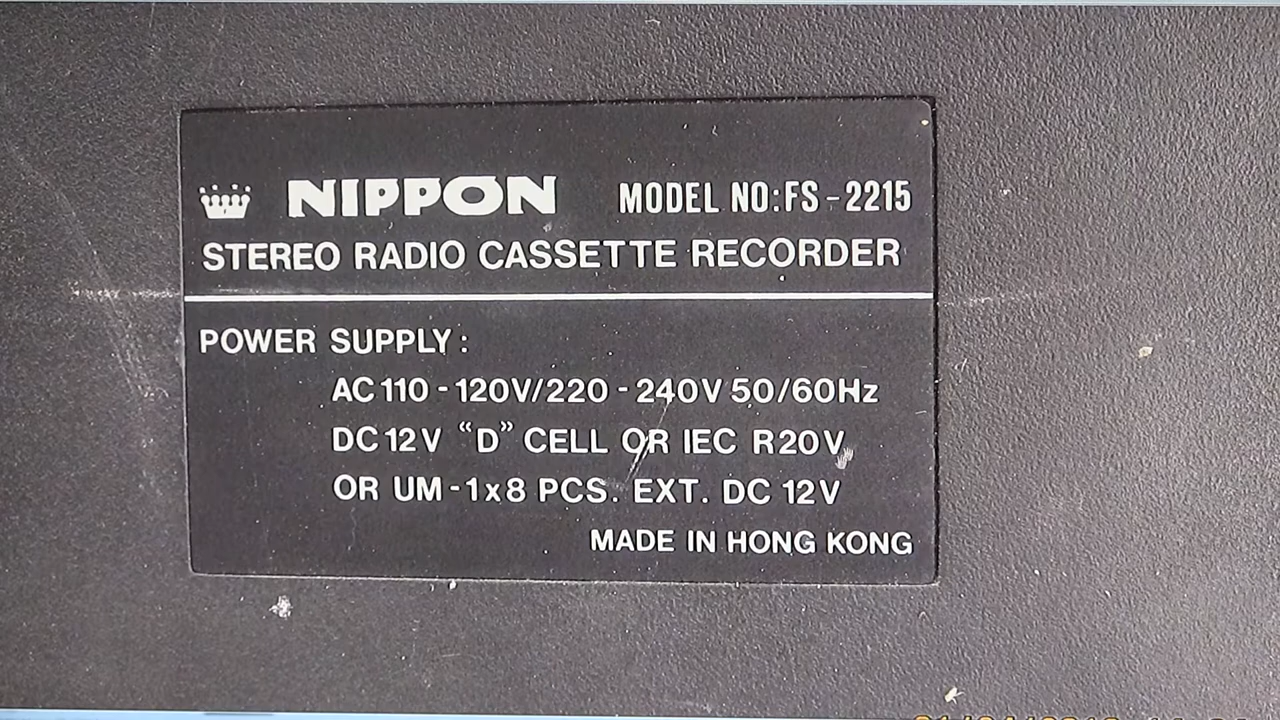 NIPPON MODEL NO:FS-2215
STEREO RADIO CASSETTE RECORDER
POWER SUPPLY:
AC 110-120V/220-240V 50/60Hz
DC 12V “D” CELL OR IEC R20V
OR UM-1x8 PCS. EXT. DC 12V
MADE IN HONG KONG